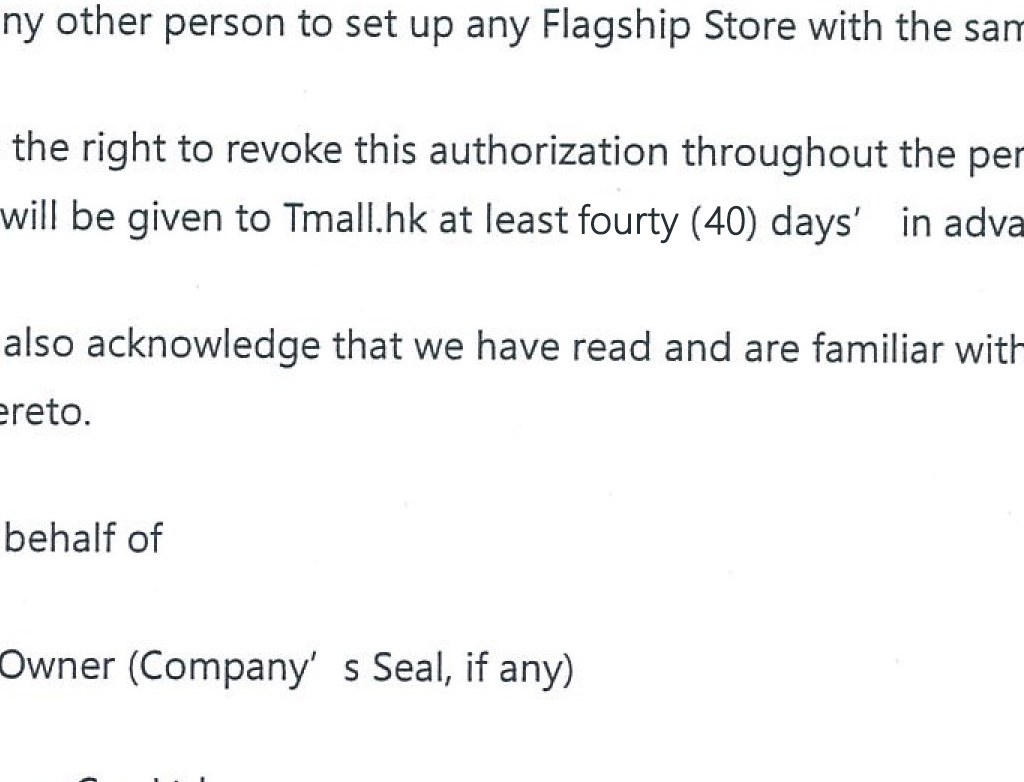 ny other person to set up any Flagship Store with the sam
the right to revoke this authorization throughout the per
will be given to Tmall.hk at least fourty (40) days' in adva
also acknowledge that we have read and are familiar with
ereto.
behalf of
Owner (Company' s Seal, if any)